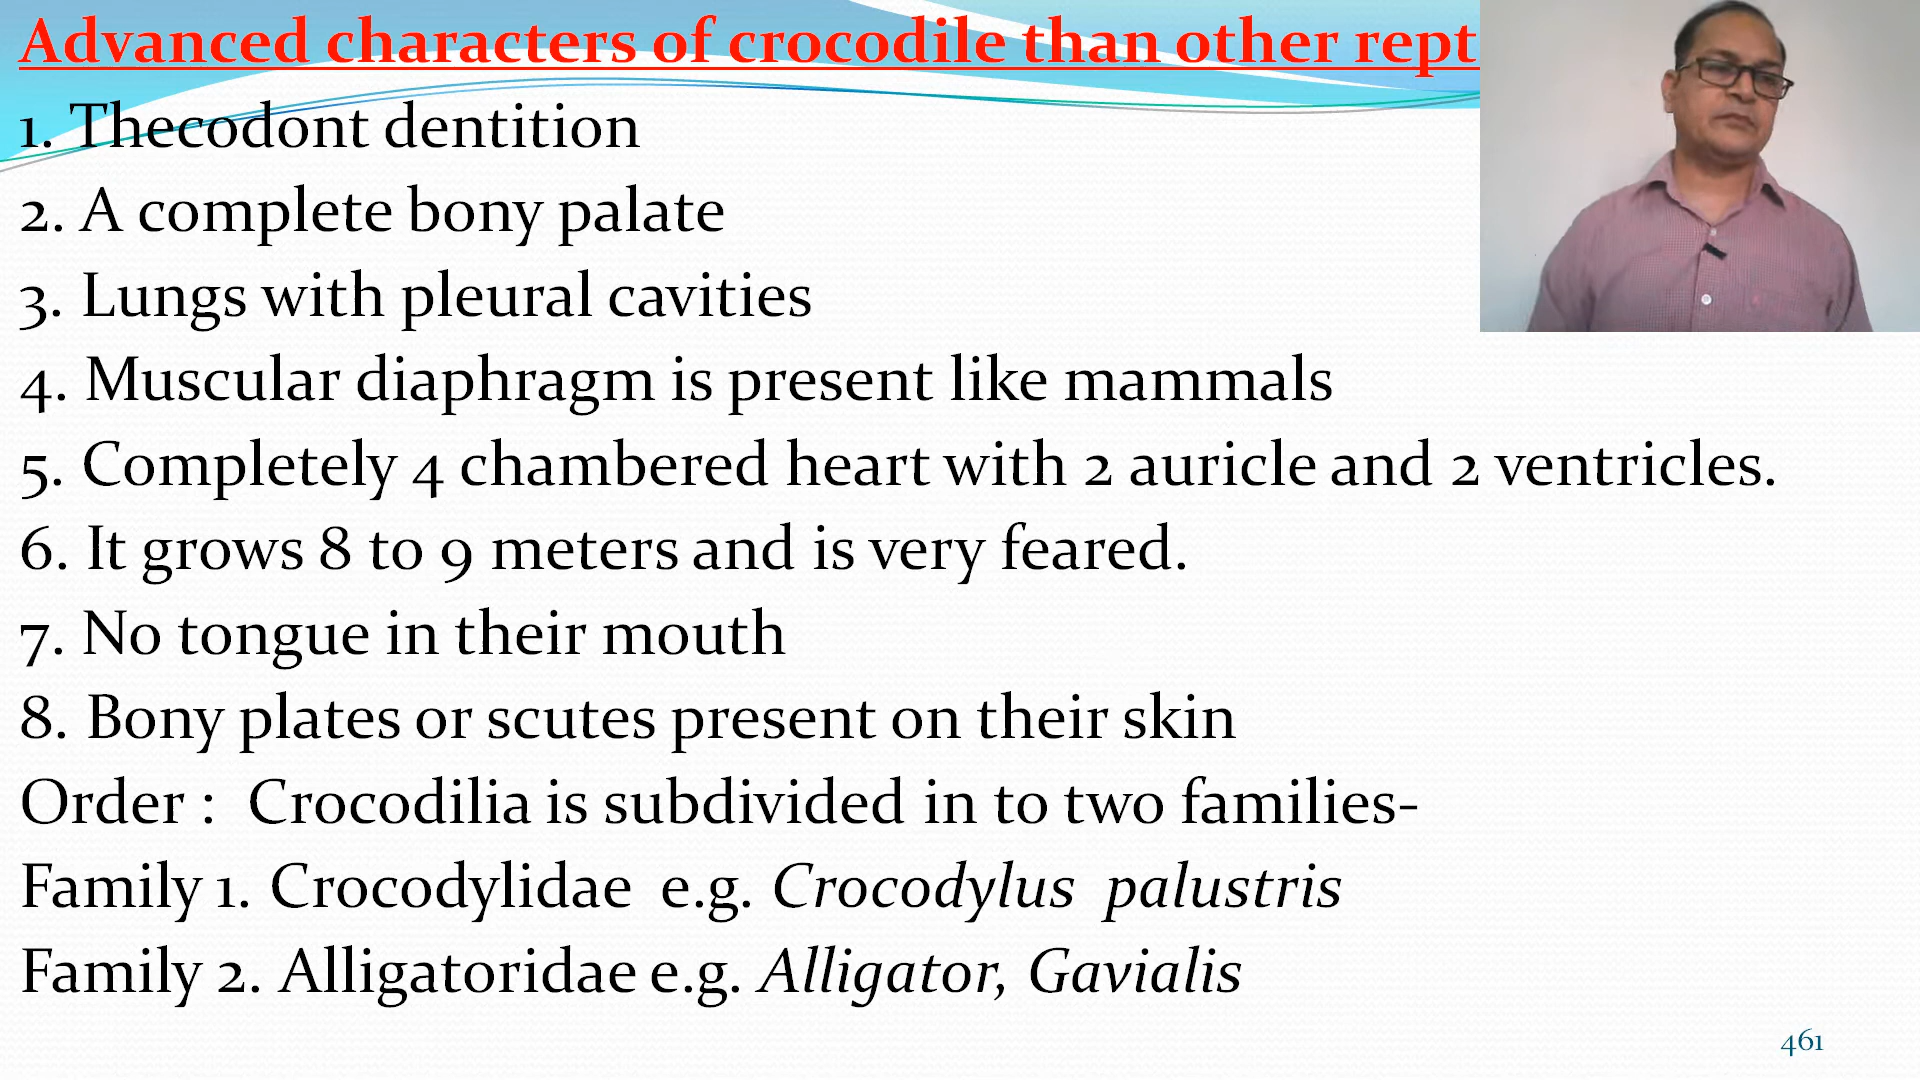 Advanced characters of crocodile than other rept
1. Thecodont dentition
2. A complete bony palate
3. Lungs with pleural cavities
4. Muscular diaphragm is present like mammals
5. Completely 4 chambered heart with 2 auricle and 2 ventricles.
6. It grows 8 to 9 meters and is very feared.
7. No tongue in their mouth
8. Bony plates or scutes present on their skin
Order : Crocodilia is subdivided in to two families-
Family 1. Crocodylidae e.g. Crocodylus palustris
Family 2. Alligatoridae e.g. Alligator, Gavialis
461